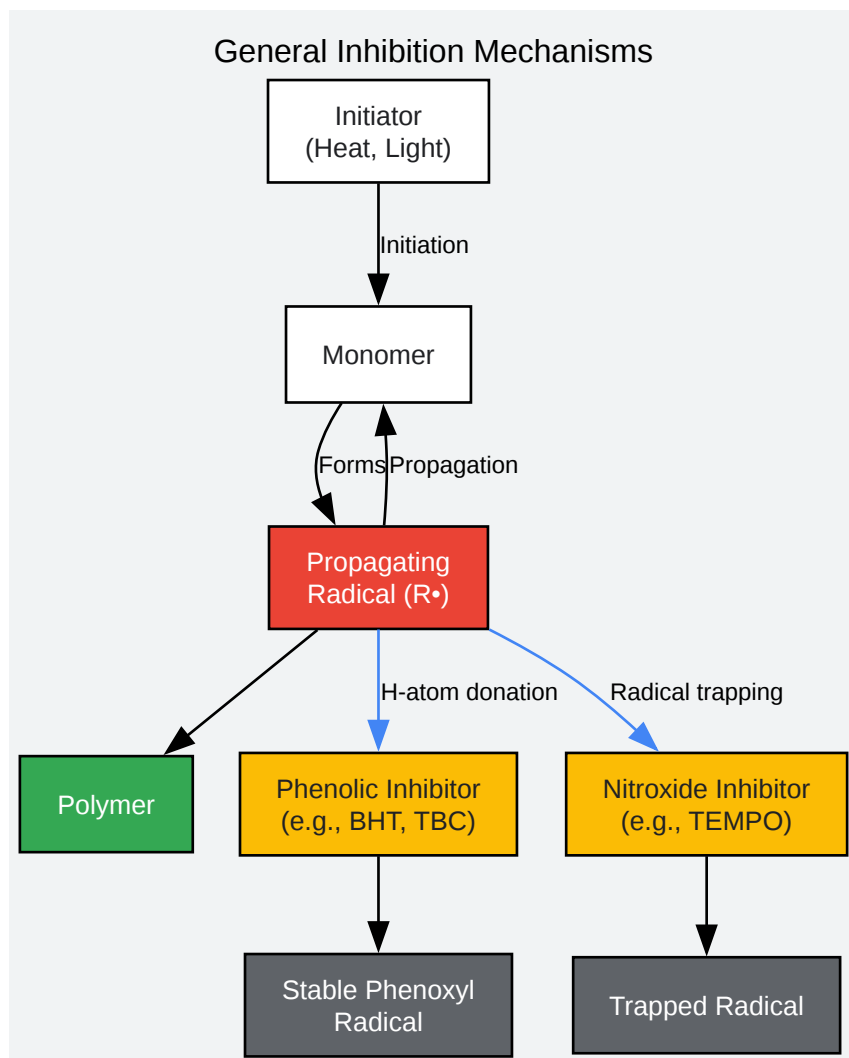 General Inhibition Mechanisms
Initiator
(Heat, Light)
Initiation
Monomer
Forms
Propagation
Propagating
Radical (R•)
H-atom donation
Radical trapping
Polymer
Phenolic Inhibitor
(e.g., BHT, TBC)
Nitroxide Inhibitor
(e.g., TEMPO)
Stable Phenoxyl
Radical
Trapped Radical